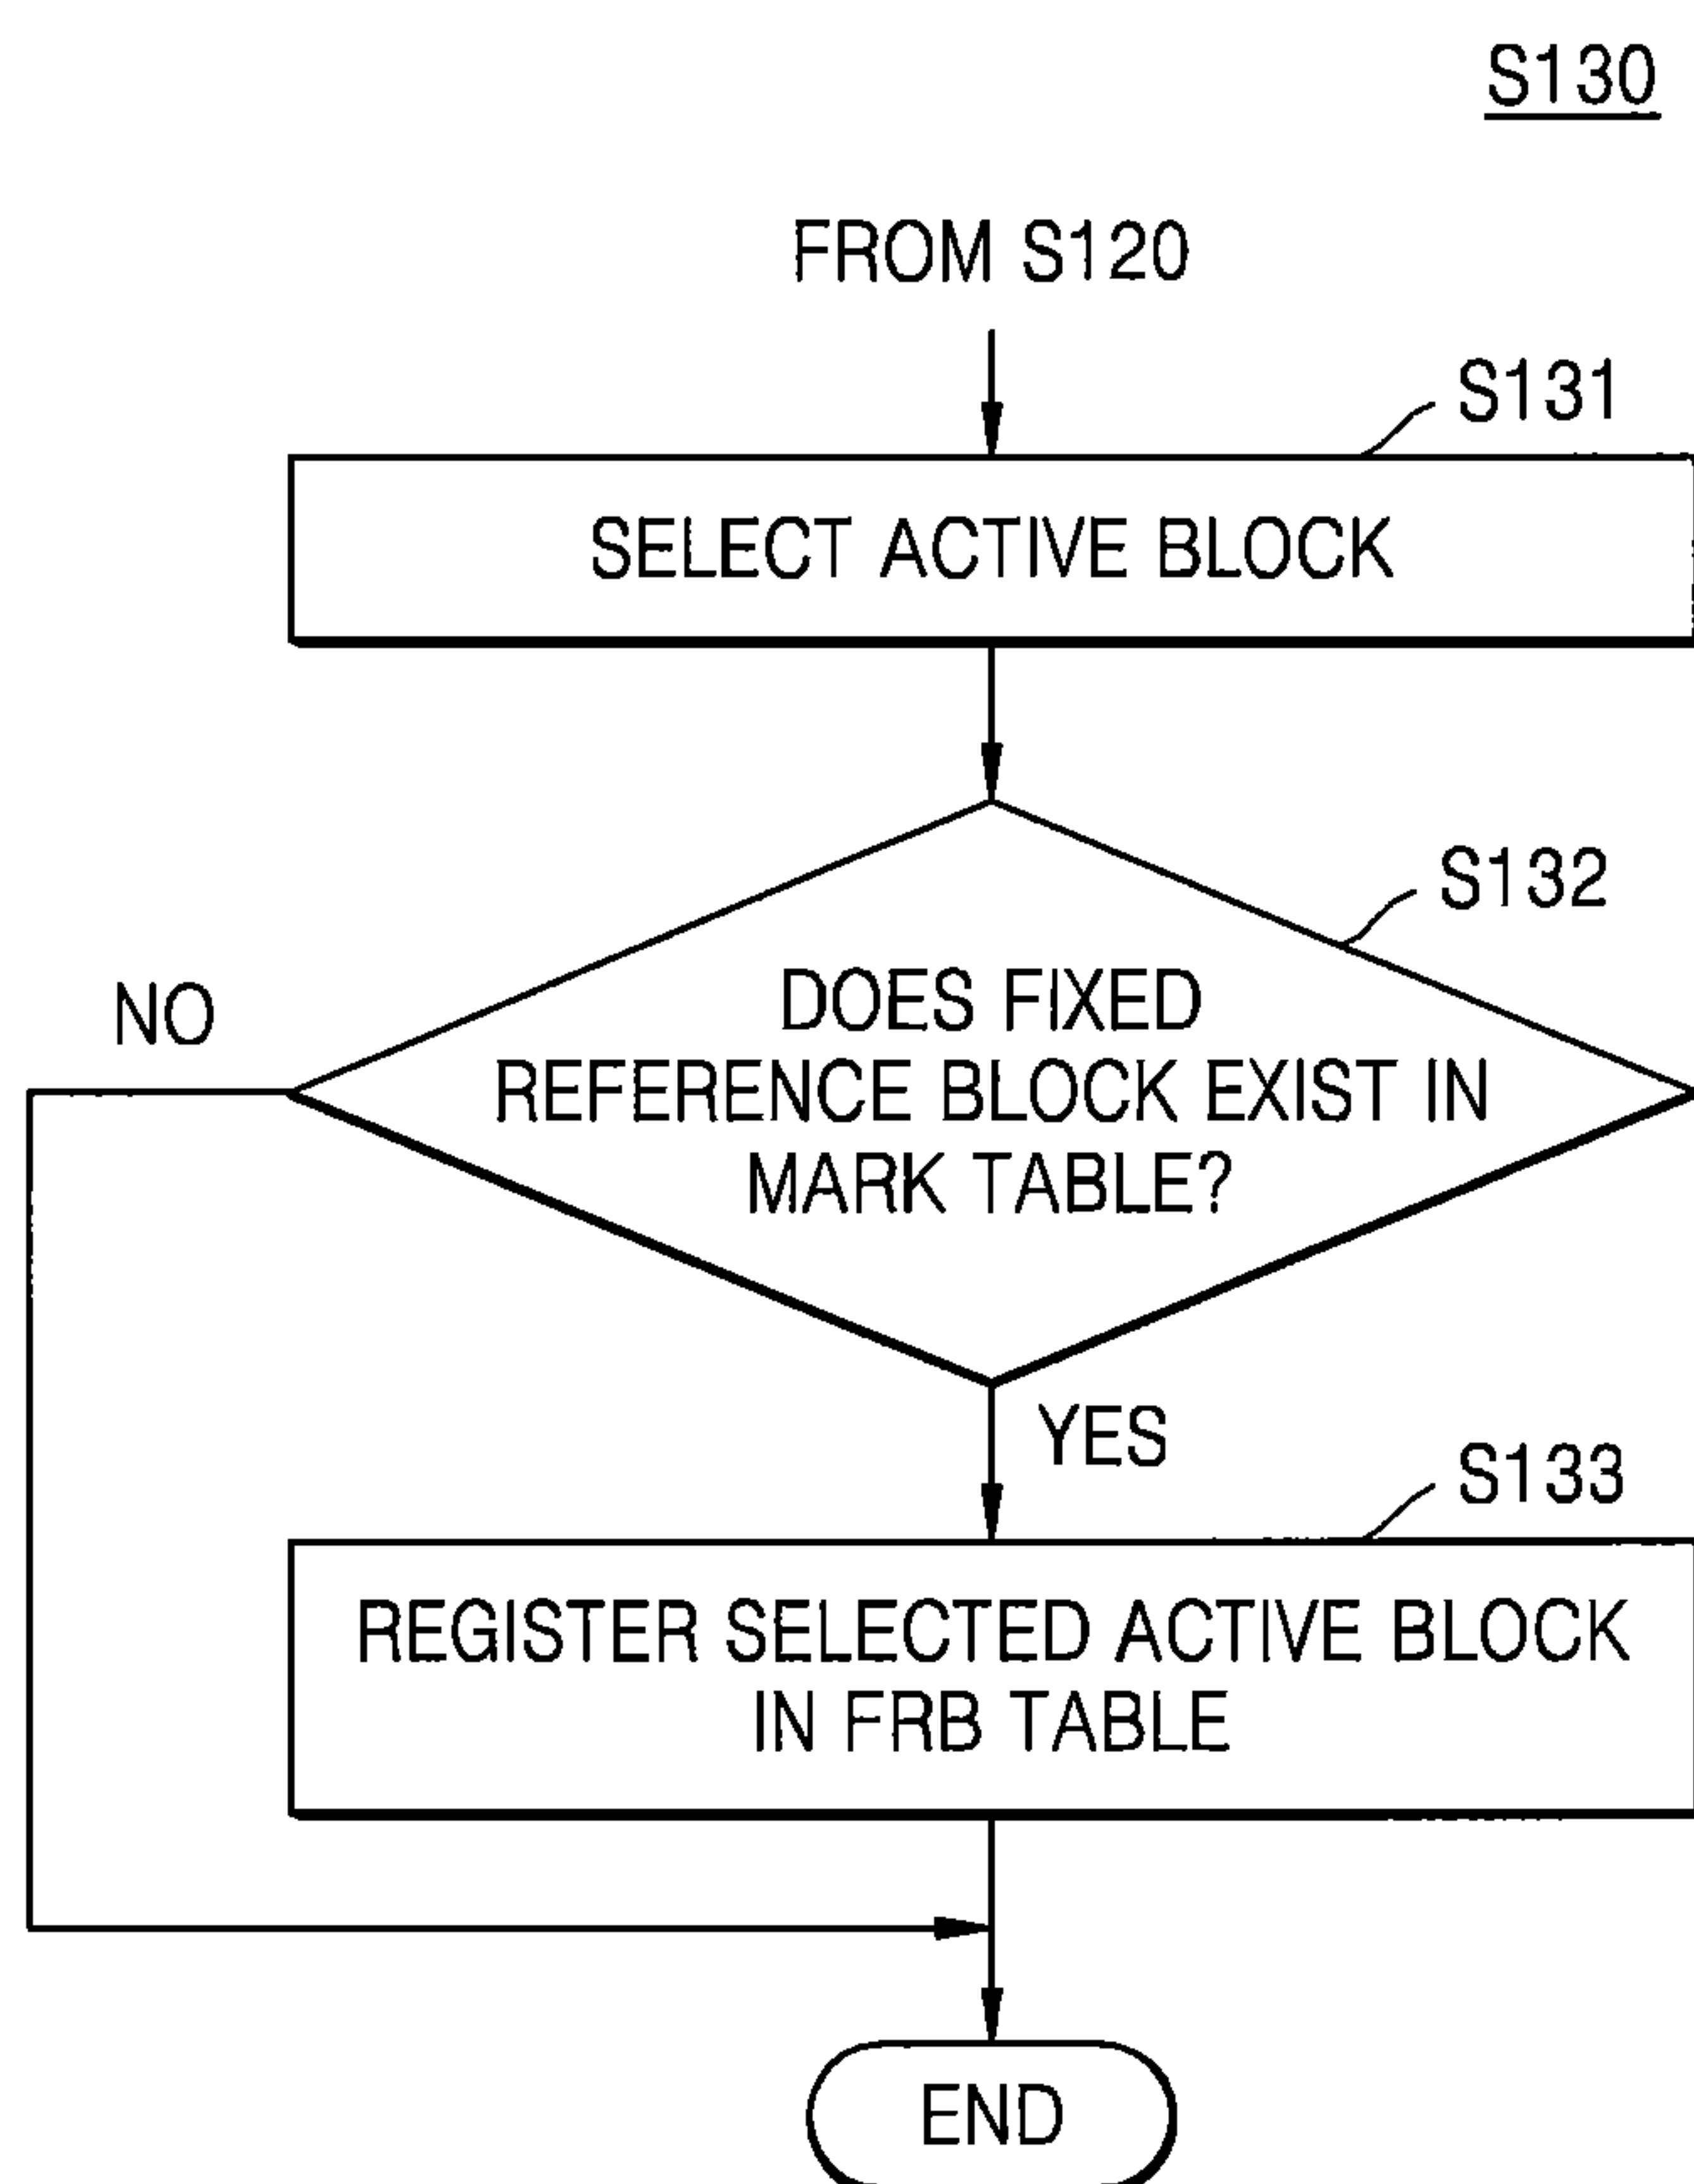 S130
FROM S120
S131
SELECT ACTIVE BLOCK
S132
DOES FIXED
REFERENCE BLOCK EXIST IN
MARK TABLE?
NO
YES
S133
REGISTER SELECTED ACTIVE BLOCK
IN FRB TABLE
END